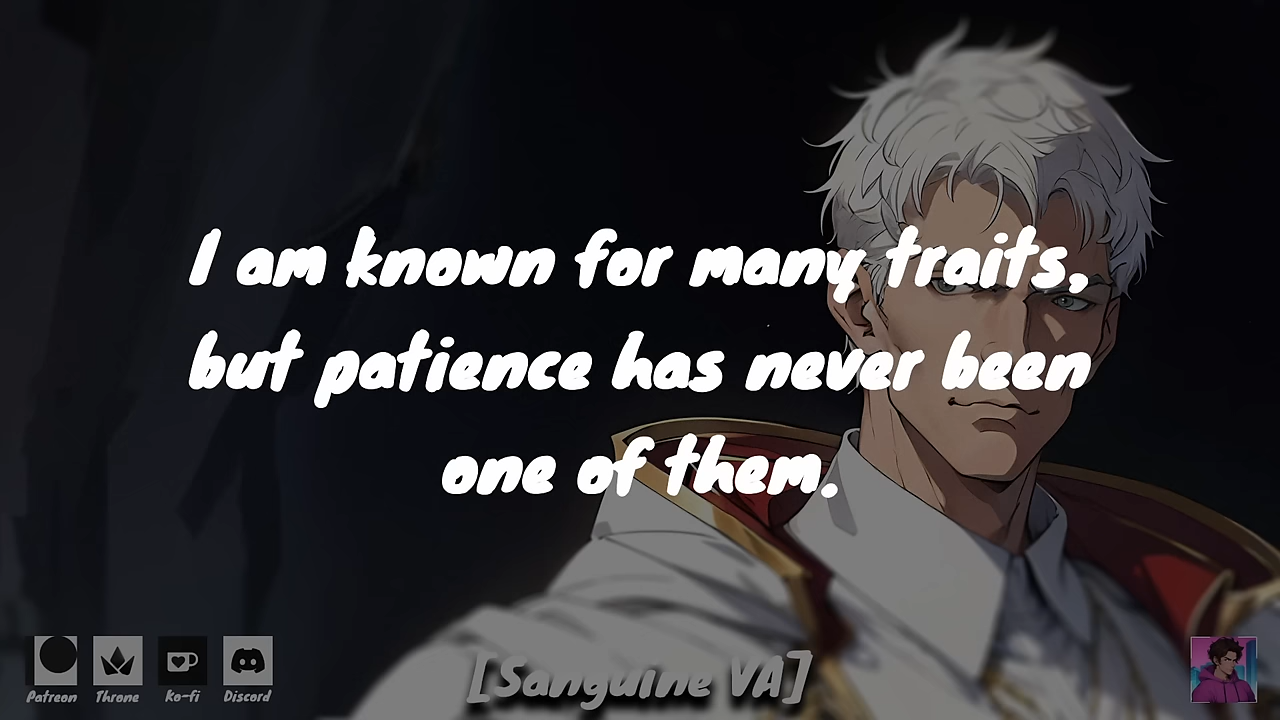 I am known for many traits,
but patience has never been
one of them.
[Sanguine VA]
Patreon Throne Ko-fi Discord